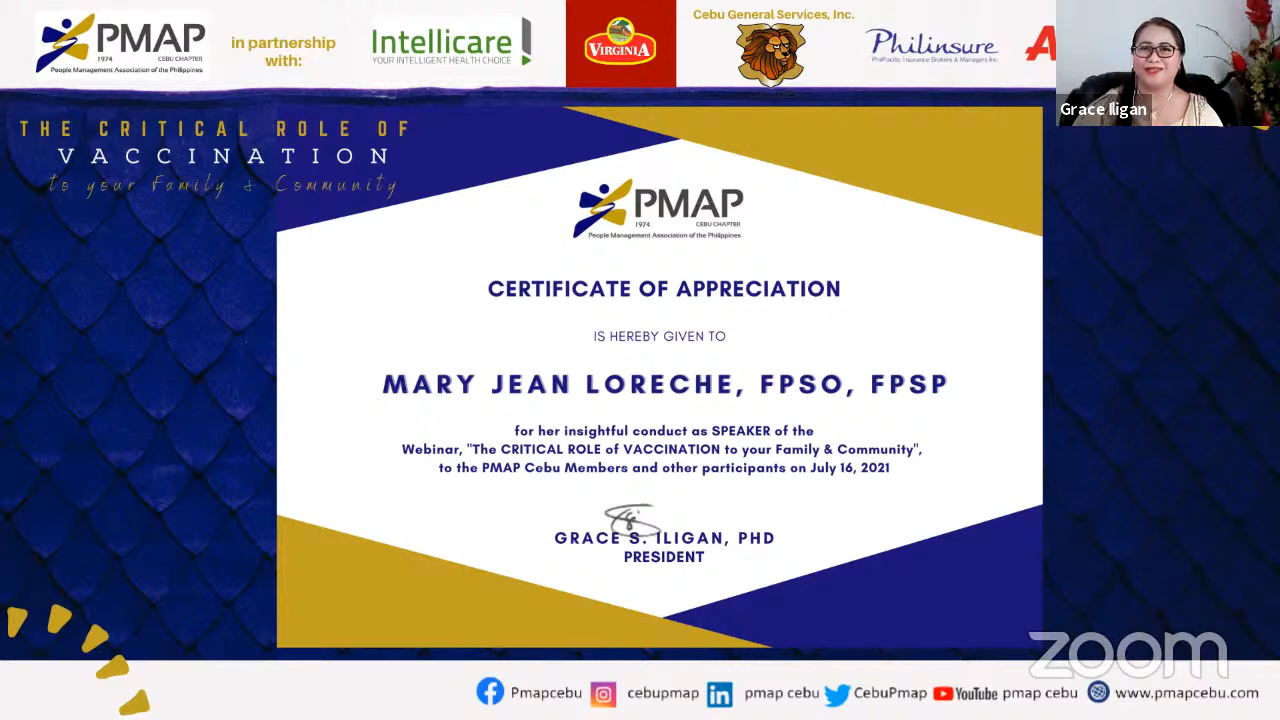 PMAP
1974 CEBU CHAPTER
People Management Association of the Philippines
in partnership
with:
Intellicare
YOUR INTELLIGENT HEALTH CHOICE
VIRGINIA
Cebu General Services, Inc.
Philinsure
PhilPacific Insurance Brokers & Managers Inc.
A
Grace Iligan
THE CRITICAL ROLE OF
VACCINATION
to your Family & Community
PMAP
1974 CEBU CHAPTER
People Management Association of the Philippines
CERTIFICATE OF APPRECIATION
IS HEREBY GIVEN TO
MARY JEAN LORECHE, FPSO, FPSP
for her insightful conduct as SPEAKER of the
Webinar, "The CRITICAL ROLE of VACCINATION to your Family & Community",
to the PMAP Cebu Members and other participants on July 16, 2021
GRACE S. ILIGAN, PHD
PRESIDENT
zoom
Pmapcebu cebupmap pmap cebu CebuPmap YouTube pmap cebu www.pmapcebu.com